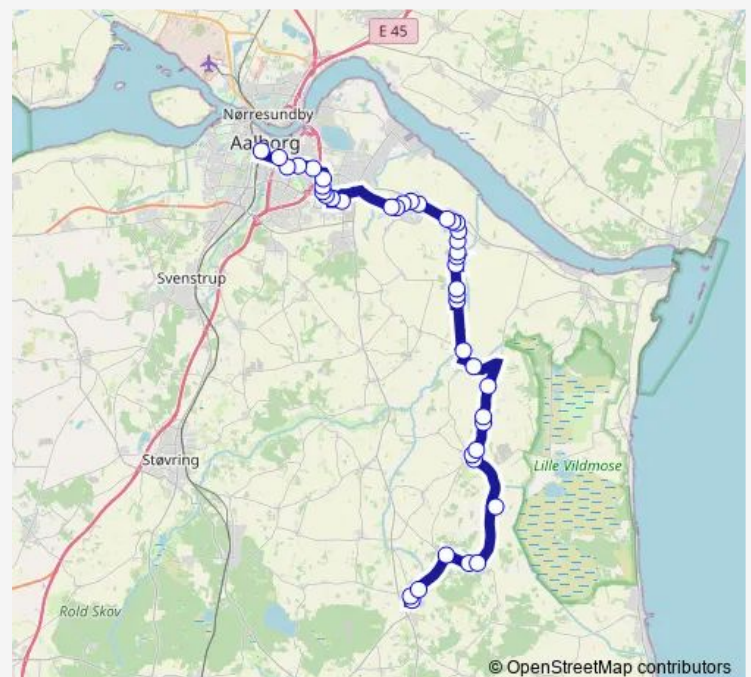 E 45
Nørresundby
Aalborg
Svenstrup
Støvring
Lille Vildmose
Rold Skov
© OpenStreetMap contributors